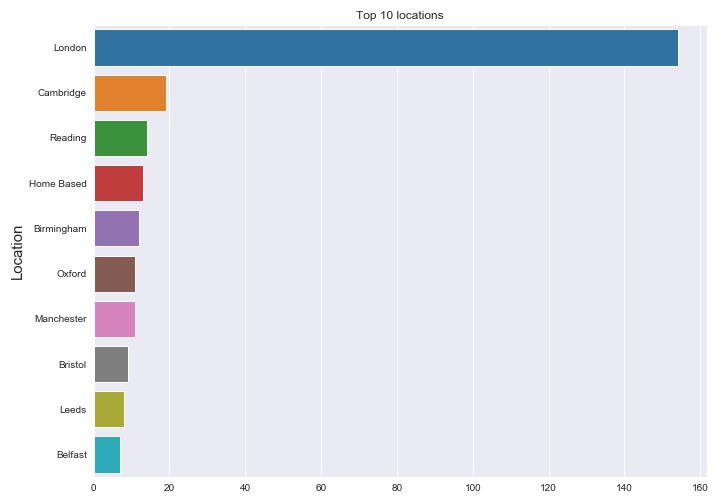 Top 10 locations
London
Cambridge
Reading
Home Based
Birmingham
Oxford
Manchester
Bristol
Leeds
Belfast
Location
0 20 40 60 80 100 120 140 160